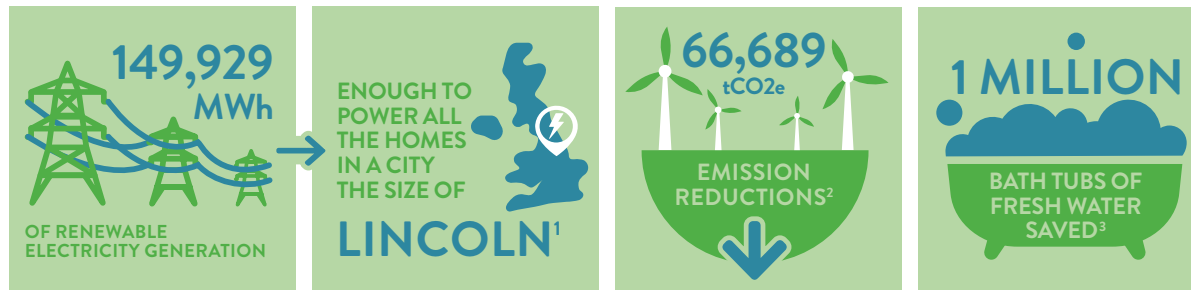 149,929
MWh
OF RENEWABLE
ELECTRICITY GENERATION
ENOUGH TO
POWER ALL
THE HOMES
IN A CITY
THE SIZE OF
LINCOLN¹
66,689
tCO2e
EMISSION
REDUCTIONS²
1 MILLION
BATH TUBS OF
FRESH WATER
SAVED³